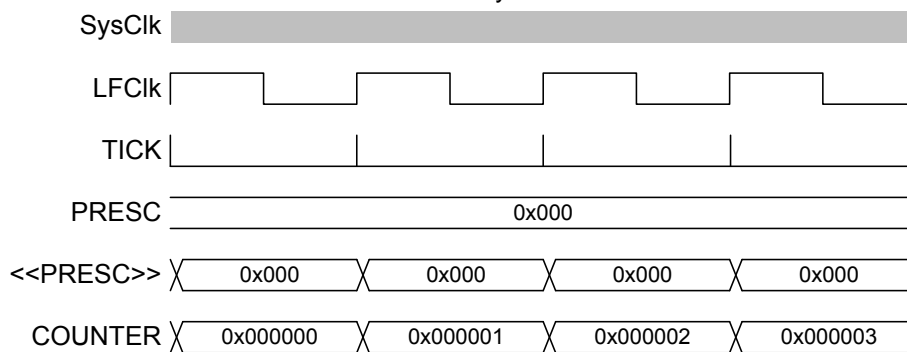 SysClk
LFClk
TICK
PRESC 0x000
<<PRESC>> 0x000 0x000 0x000 0x000
COUNTER 0x000000 0x000001 0x000002 0x000003